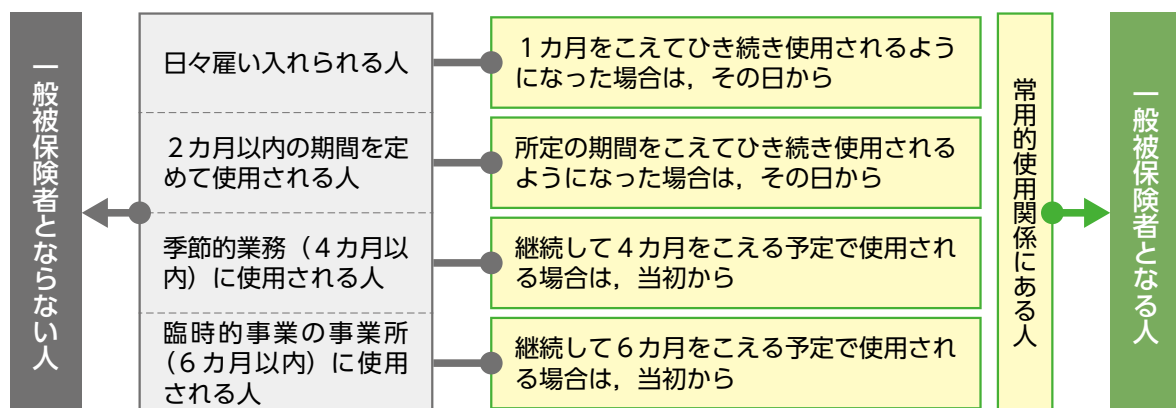 一般被保険者とならない人
日々雇い入れられる人
１カ月をこえてひき続き使用されるよう
になった場合は，その日から
２カ月以内の期間を定
めて使用される人
所定の期間をこえてひき続き使用される
ようになった場合は，その日から
季節的業務（４カ月以
内）に使用される人
継続して４カ月をこえる予定で使用され
る場合は，当初から
臨時的事業の事業所
（６カ月以内）に使用
される人
継続して６カ月をこえる予定で使用され
る場合は，当初から
常用的使用関係にある人
一般被保険者となる人